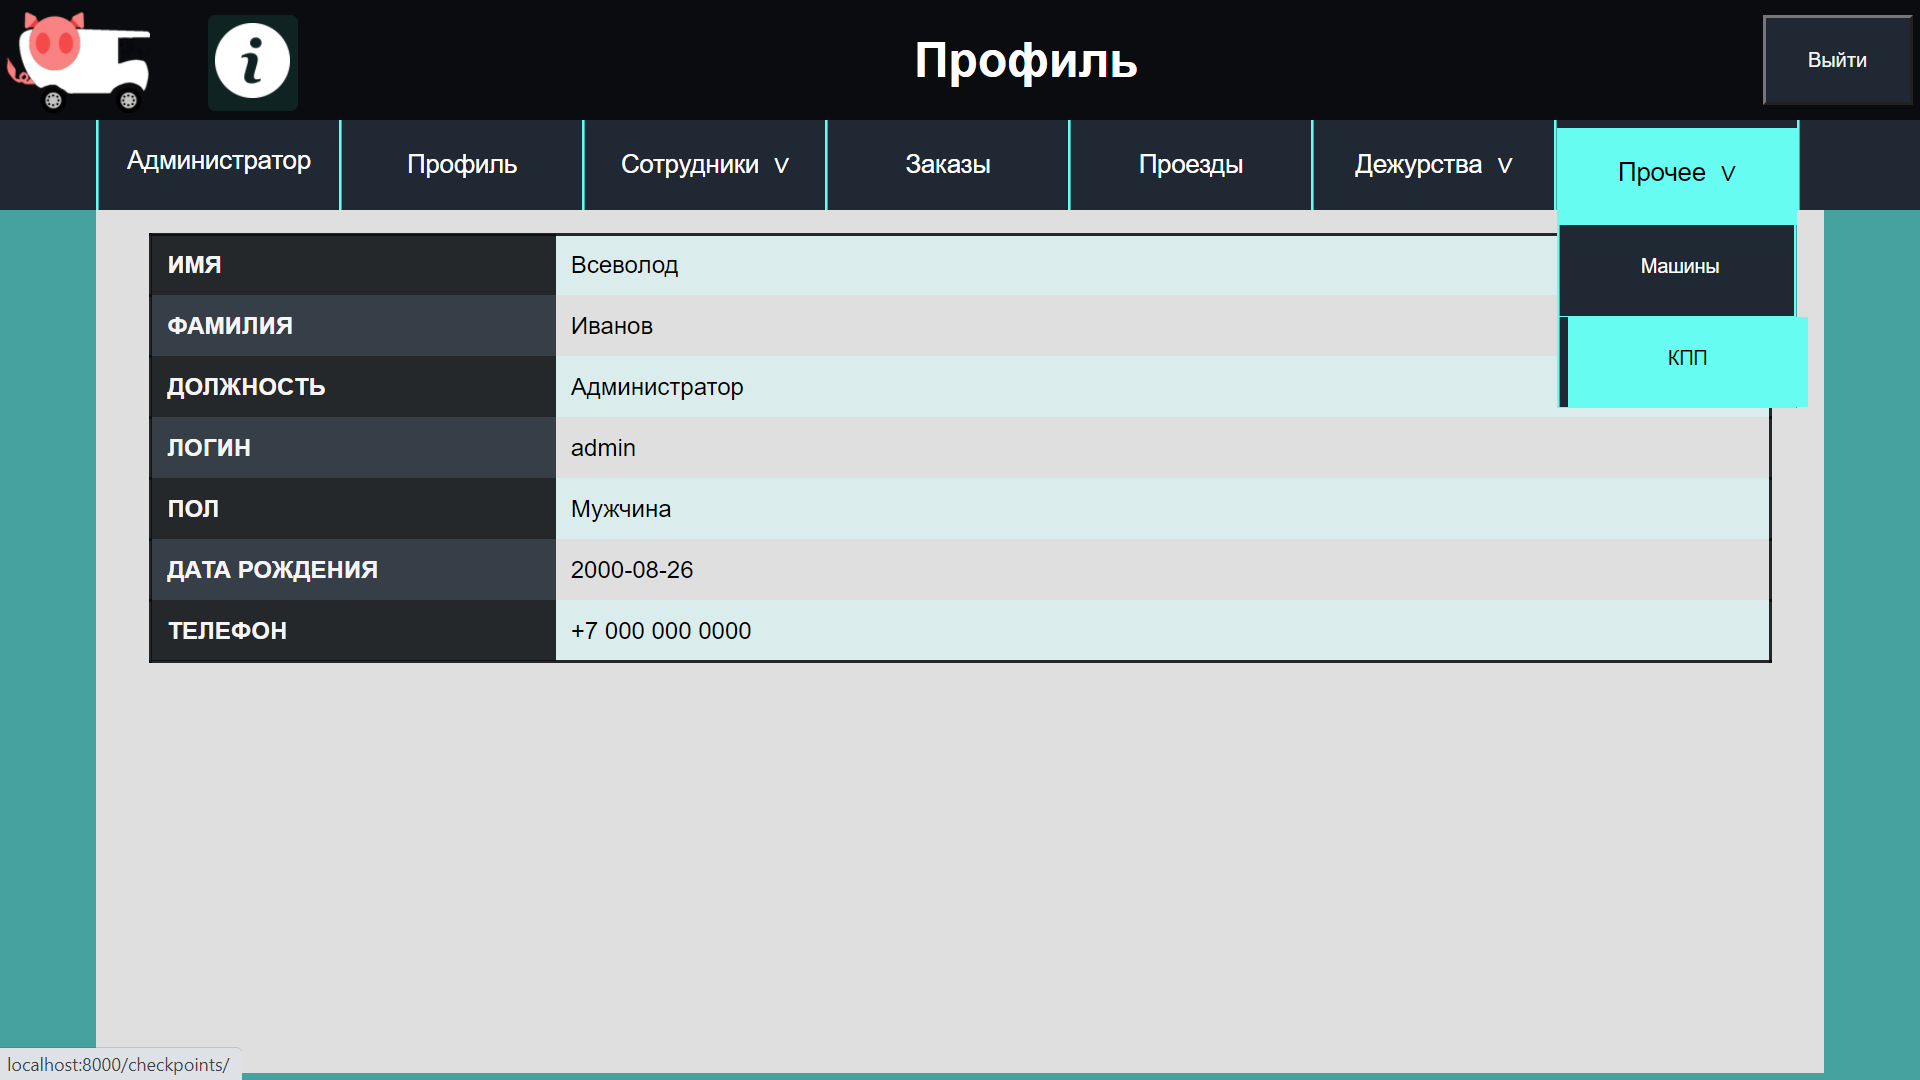 i
Профиль
Выйти
Администратор
Профиль
Сотрудники V
Заказы
Проезды
Дежурства V
Прочее V
Машины
КПП
ИМЯ Всеволод
ФАМИЛИЯ Иванов
ДОЛЖНОСТЬ Администратор
ЛОГИН admin
ПОЛ Мужчина
ДАТА РОЖДЕНИЯ 2000-08-26
ТЕЛЕФОН +7 000 000 0000
localhost:8000/checkpoints/